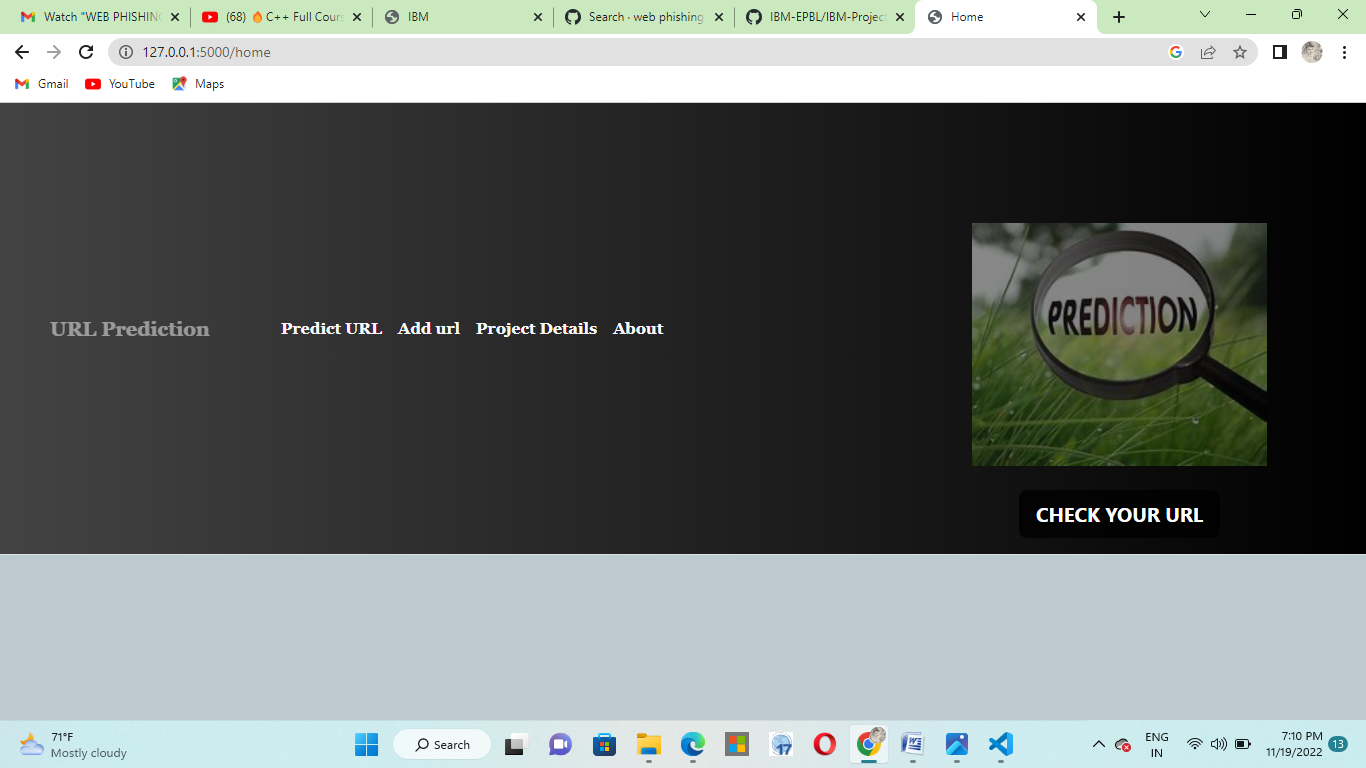 Watch "WEB PHISHING
(68) 🔥 C++ Full Cours
IBM
Search · web phishing
IBM-EPBL/IBM-Project
Home
127.0.0.1:5000/home
Gmail
YouTube
Maps
URL Prediction
Predict URL
Add url
Project Details
About
PREDICTION
CHECK YOUR URL
71°F
Mostly cloudy
Search
17
ENG
IN
7:10 PM
11/19/2022
13